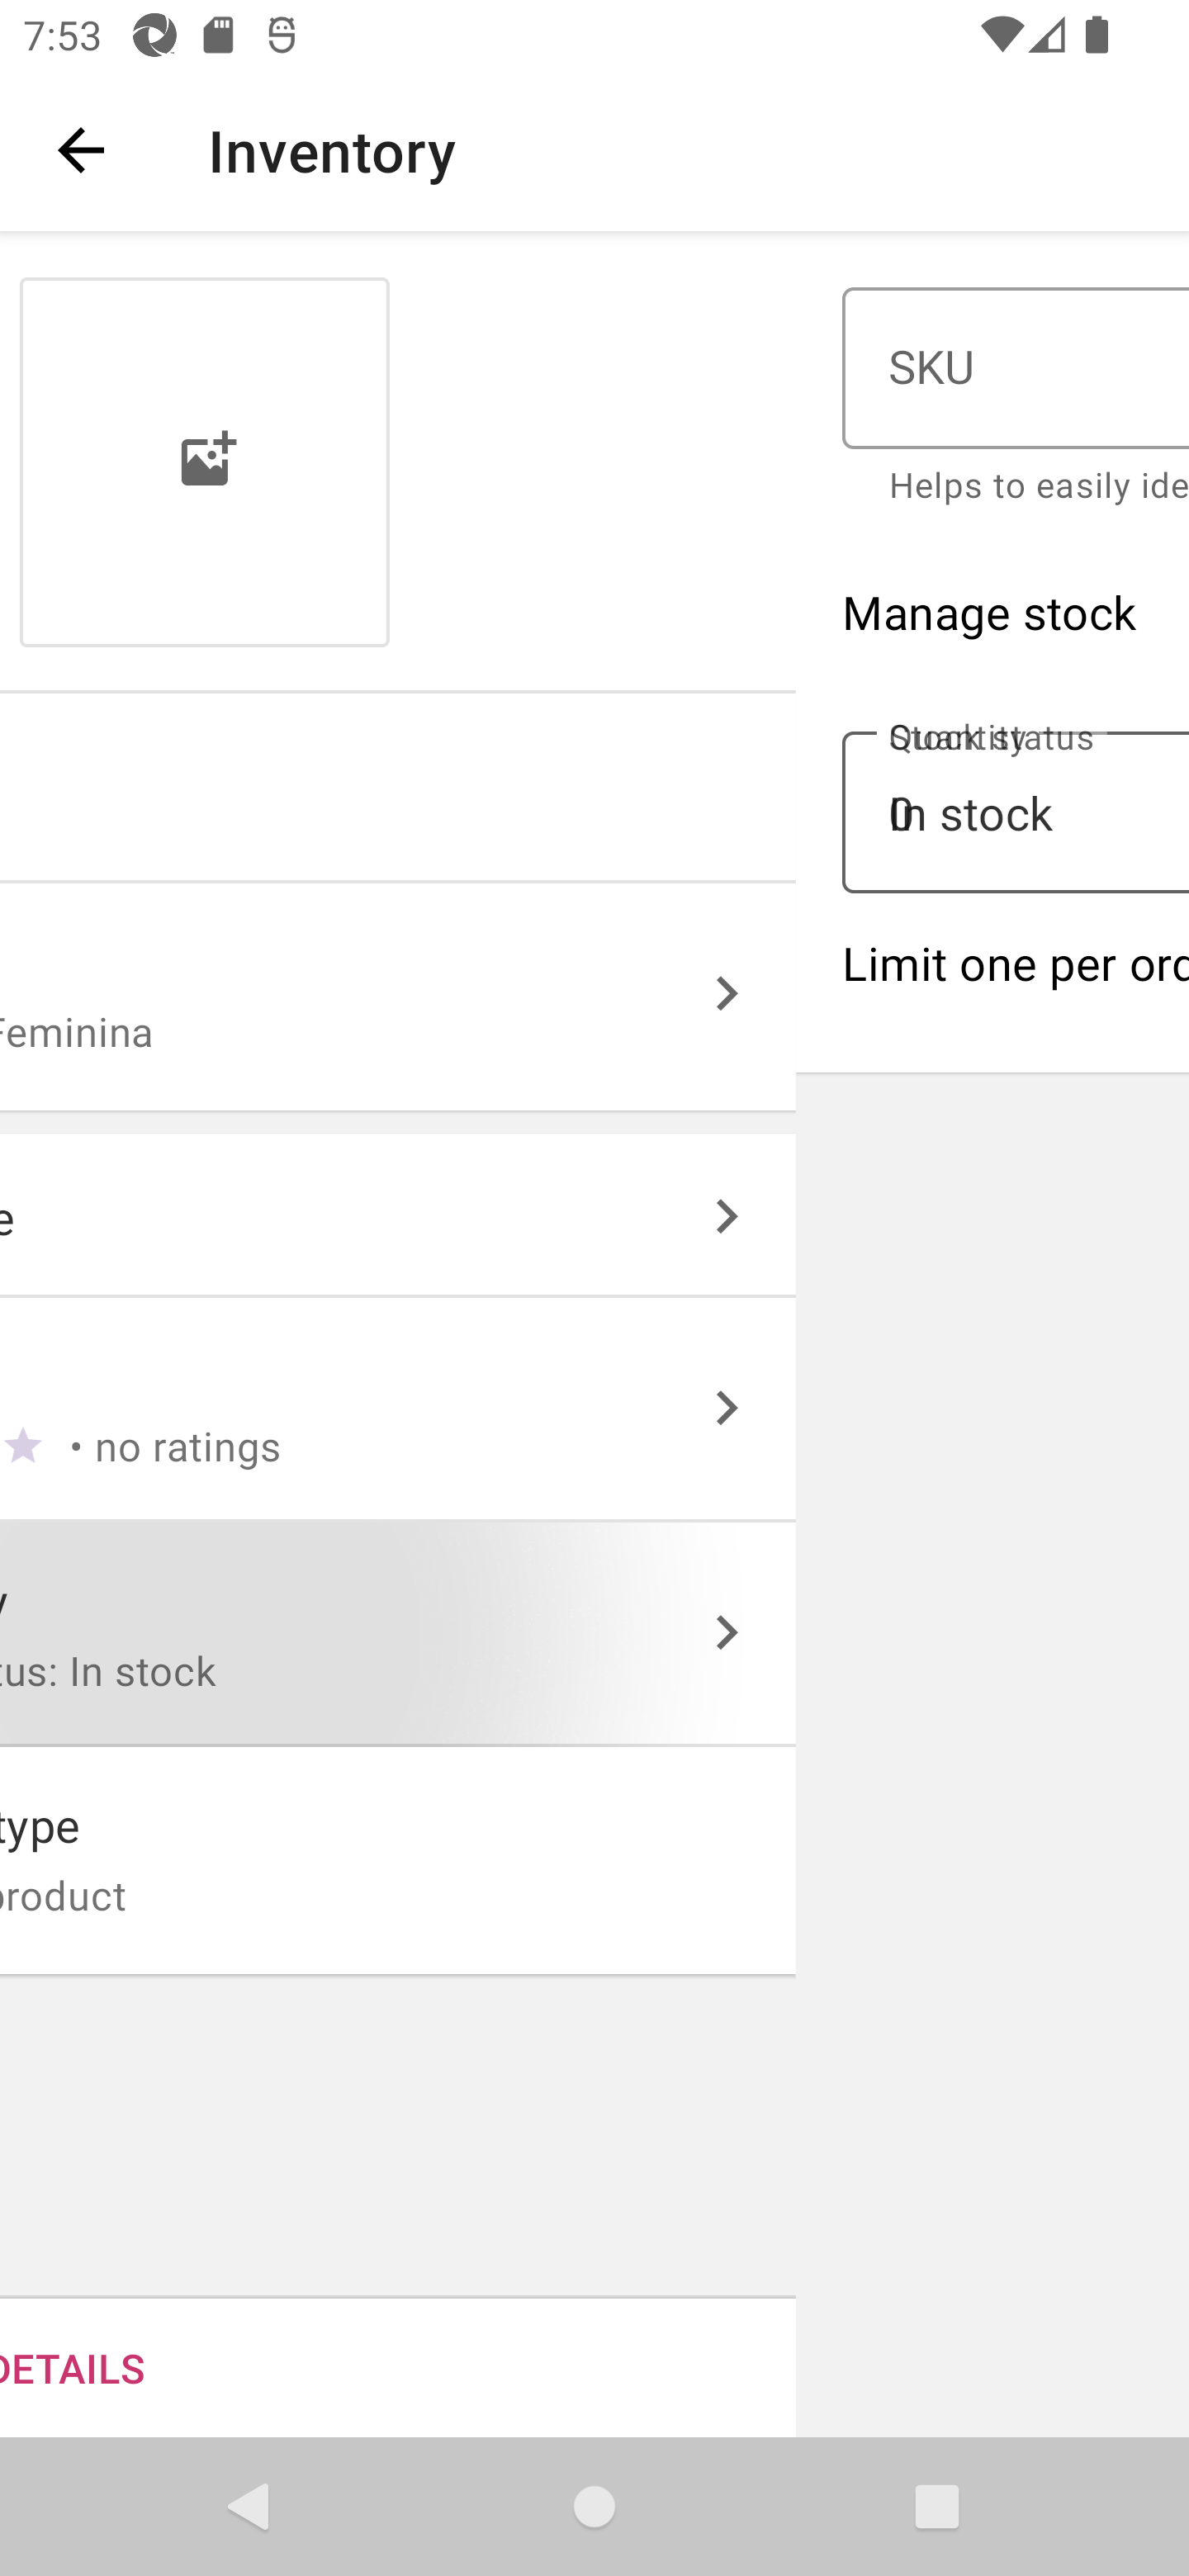 7:53
Inventory
SKU
Helps to easily ide
Manage stock
Stock status
Quantity
In stock
0
Limit one per ord
Feminina
e
• no ratings
y
tus: In stock
type
product
DETAILS